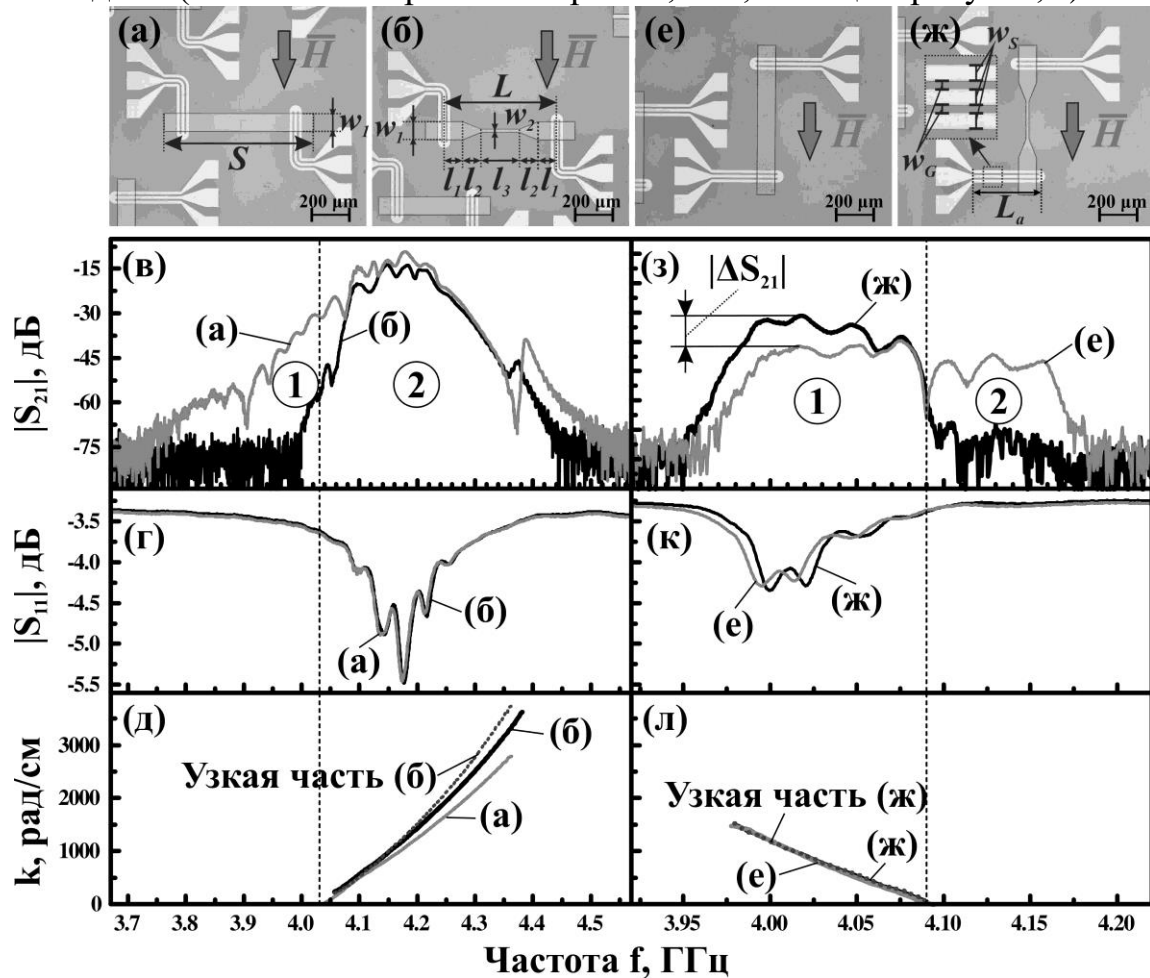 (а)
H
w1
S
200 μm
(б)
H
L
w1
w2
l1 l2 l3 l2 l1
200 μm
(е)
H
200 μm
(ж)
wS
H
wG
La
200 μm
|S21|, дБ
-15
-30
-45
-60
-75
(в)
(а)
(б)
1
2
(з)
|ΔS21|
(ж)
(е)
1
2
|S11|, дБ
-3.5
-4.0
-4.5
-5.0
-5.5
(г)
(а)
(б)
(к)
(е)
(ж)
k, рад/см
3000
2000
1000
0
(д)
(б)
Узкая часть (б)
(а)
(л)
Узкая часть (ж)
(ж)
(е)
3.7 3.8 3.9 4.0 4.1 4.2 4.3 4.4 4.5
3.95 4.00 4.05 4.10 4.15 4.20
Частота f, ГГц